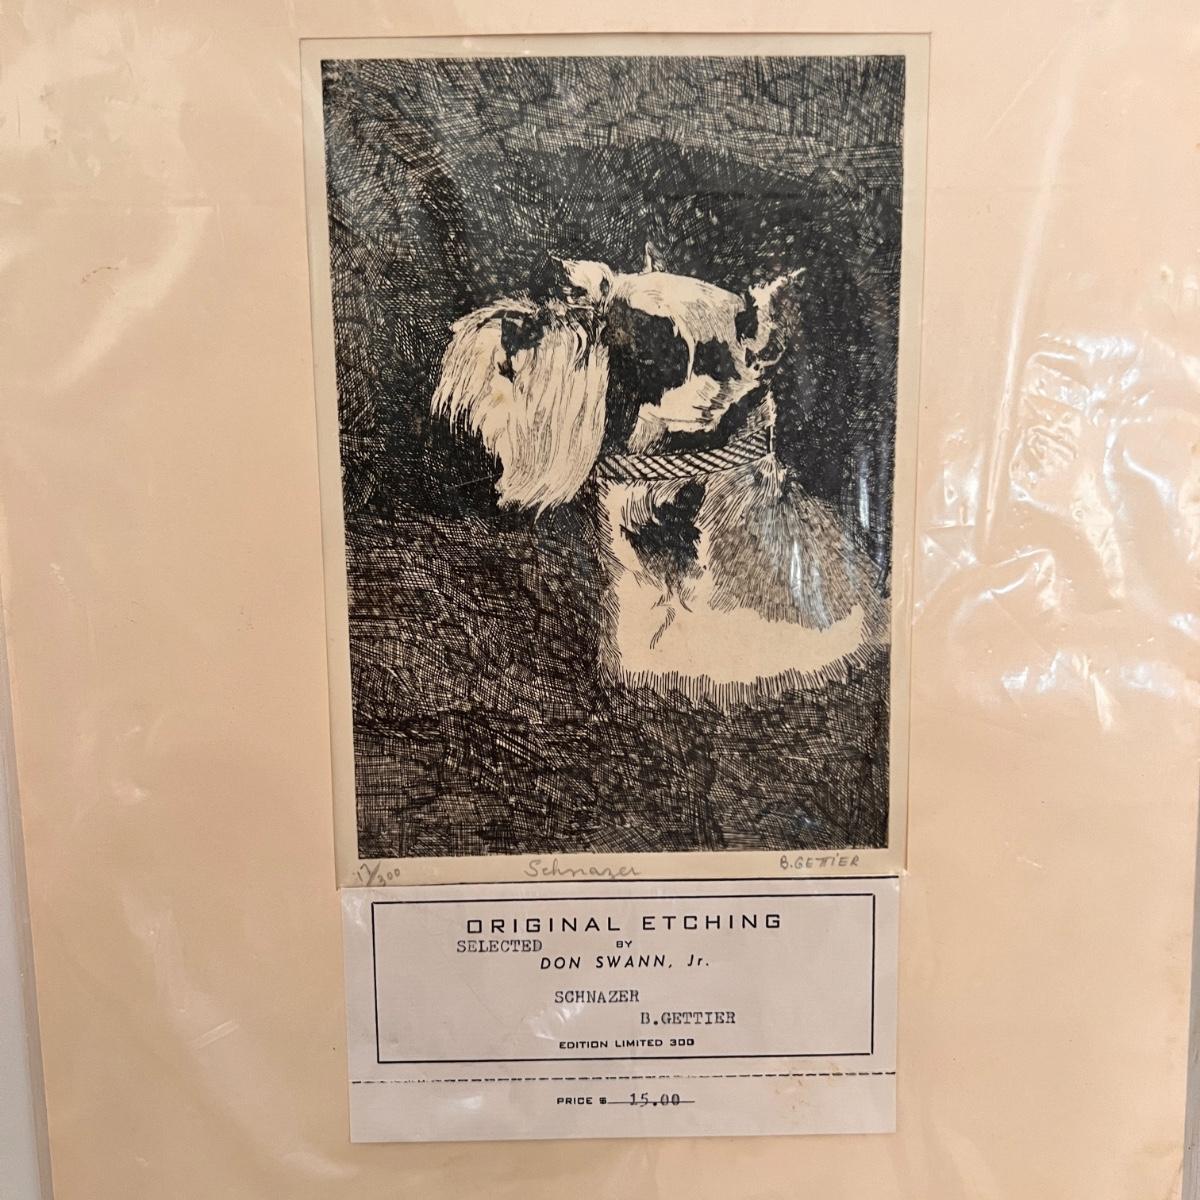 17/300 Schnazer B.GETTIER
ORIGINAL ETCHING
SELECTED BY
DON SWANN, Jr.
SCHNAZER
B.GETTIER
EDITION LIMITED 300
PRICE $ 15.00